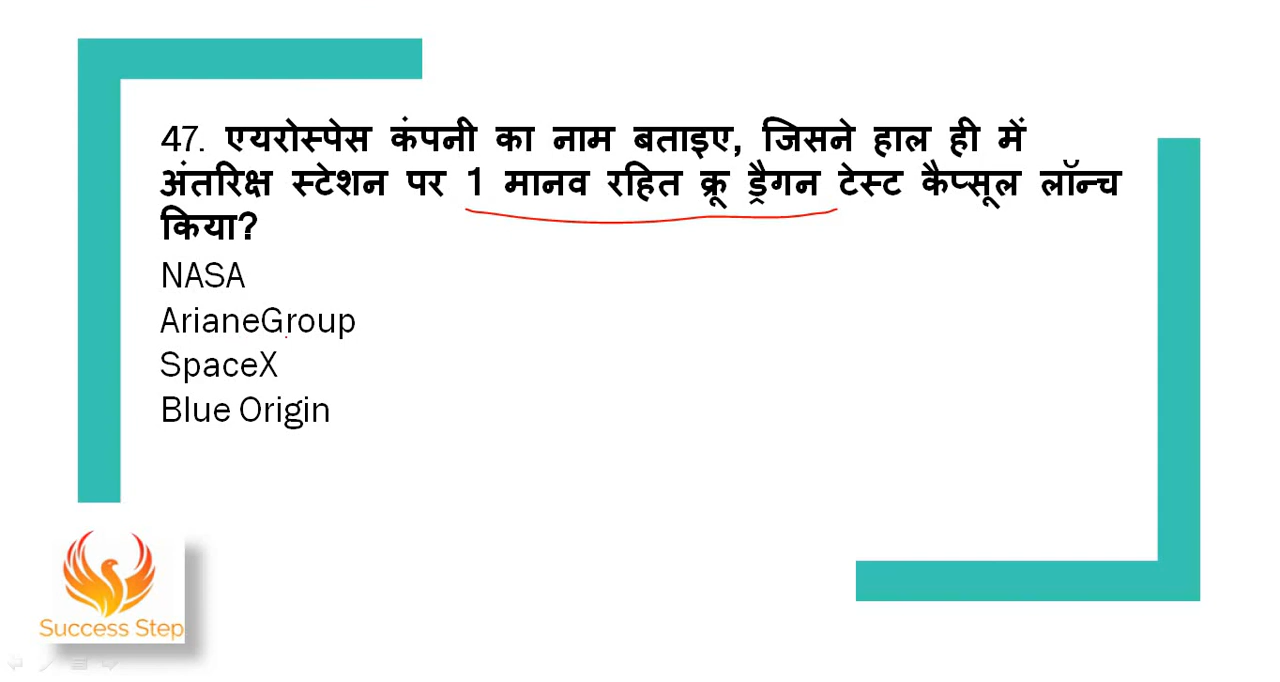 47. एयरोस्पेस कंपनी का नाम बताइए, जिसने हाल ही में
अंतरिक्ष स्टेशन पर 1 मानव रहित क्रू ड्रैगन टेस्ट कैप्सूल लॉन्च
किया?
NASA
ArianeGroup
SpaceX
Blue Origin
Success Step